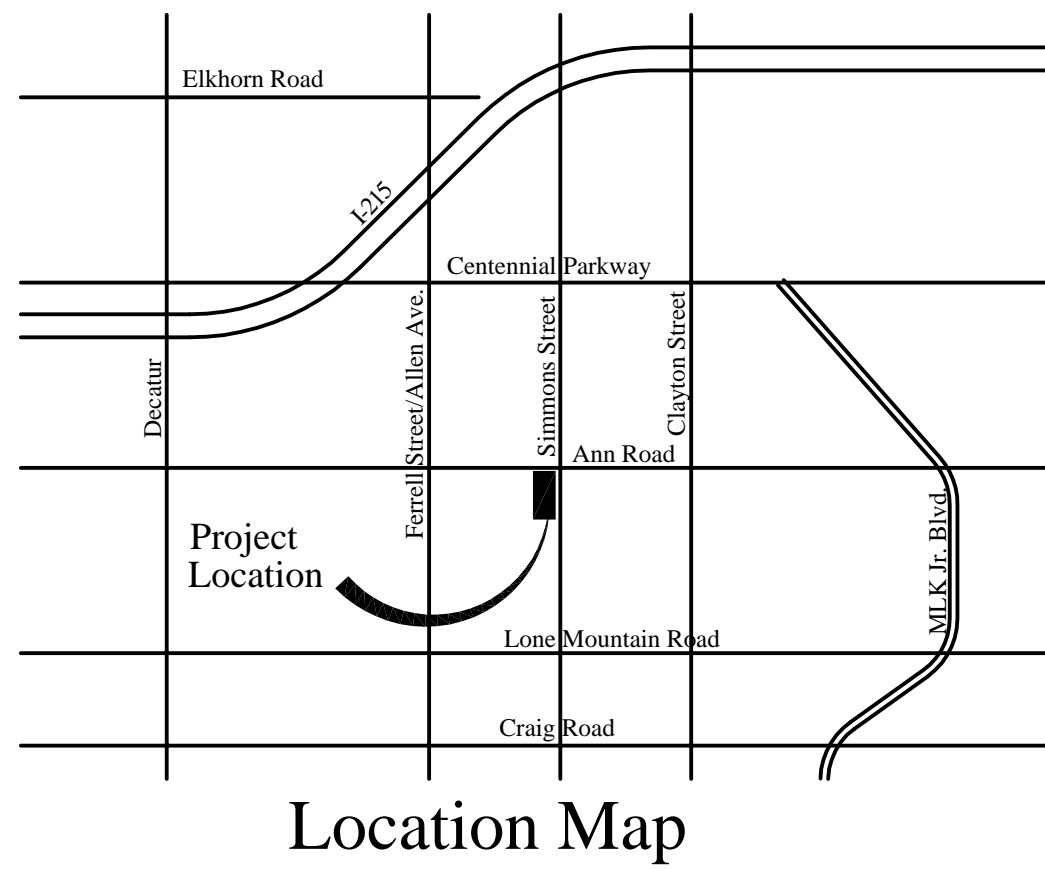 Elkhorn Road
I-215
Centennial Parkway
Decatur
Ferrell Street/Allen Ave.
Simmons Street
Clayton Street
Ann Road
MLK Jr. Blvd.
Project
Location
Lone Mountain Road
Craig Road
Location Map